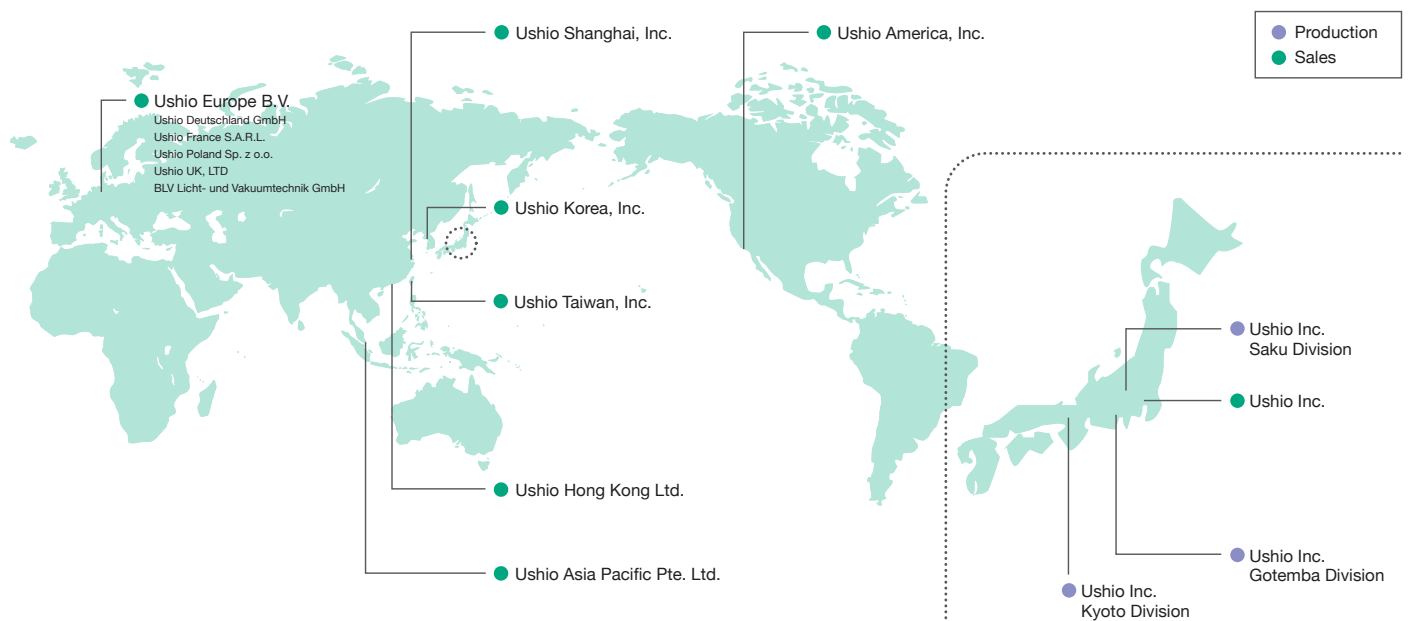 Ushio Shanghai, Inc.
Ushio America, Inc.
Production
Sales
Ushio Europe B.V.
Ushio Deutschland GmbH
Ushio France S.A.R.L.
Ushio Poland Sp. z o.o.
Ushio UK, LTD
BLV Licht- und Vakuumtechnik GmbH
Ushio Korea, Inc.
Ushio Taiwan, Inc.
Ushio Hong Kong Ltd.
Ushio Asia Pacific Pte. Ltd.
Ushio Inc.
Saku Division
Ushio Inc.
Ushio Inc.
Gotemba Division
Ushio Inc.
Kyoto Division